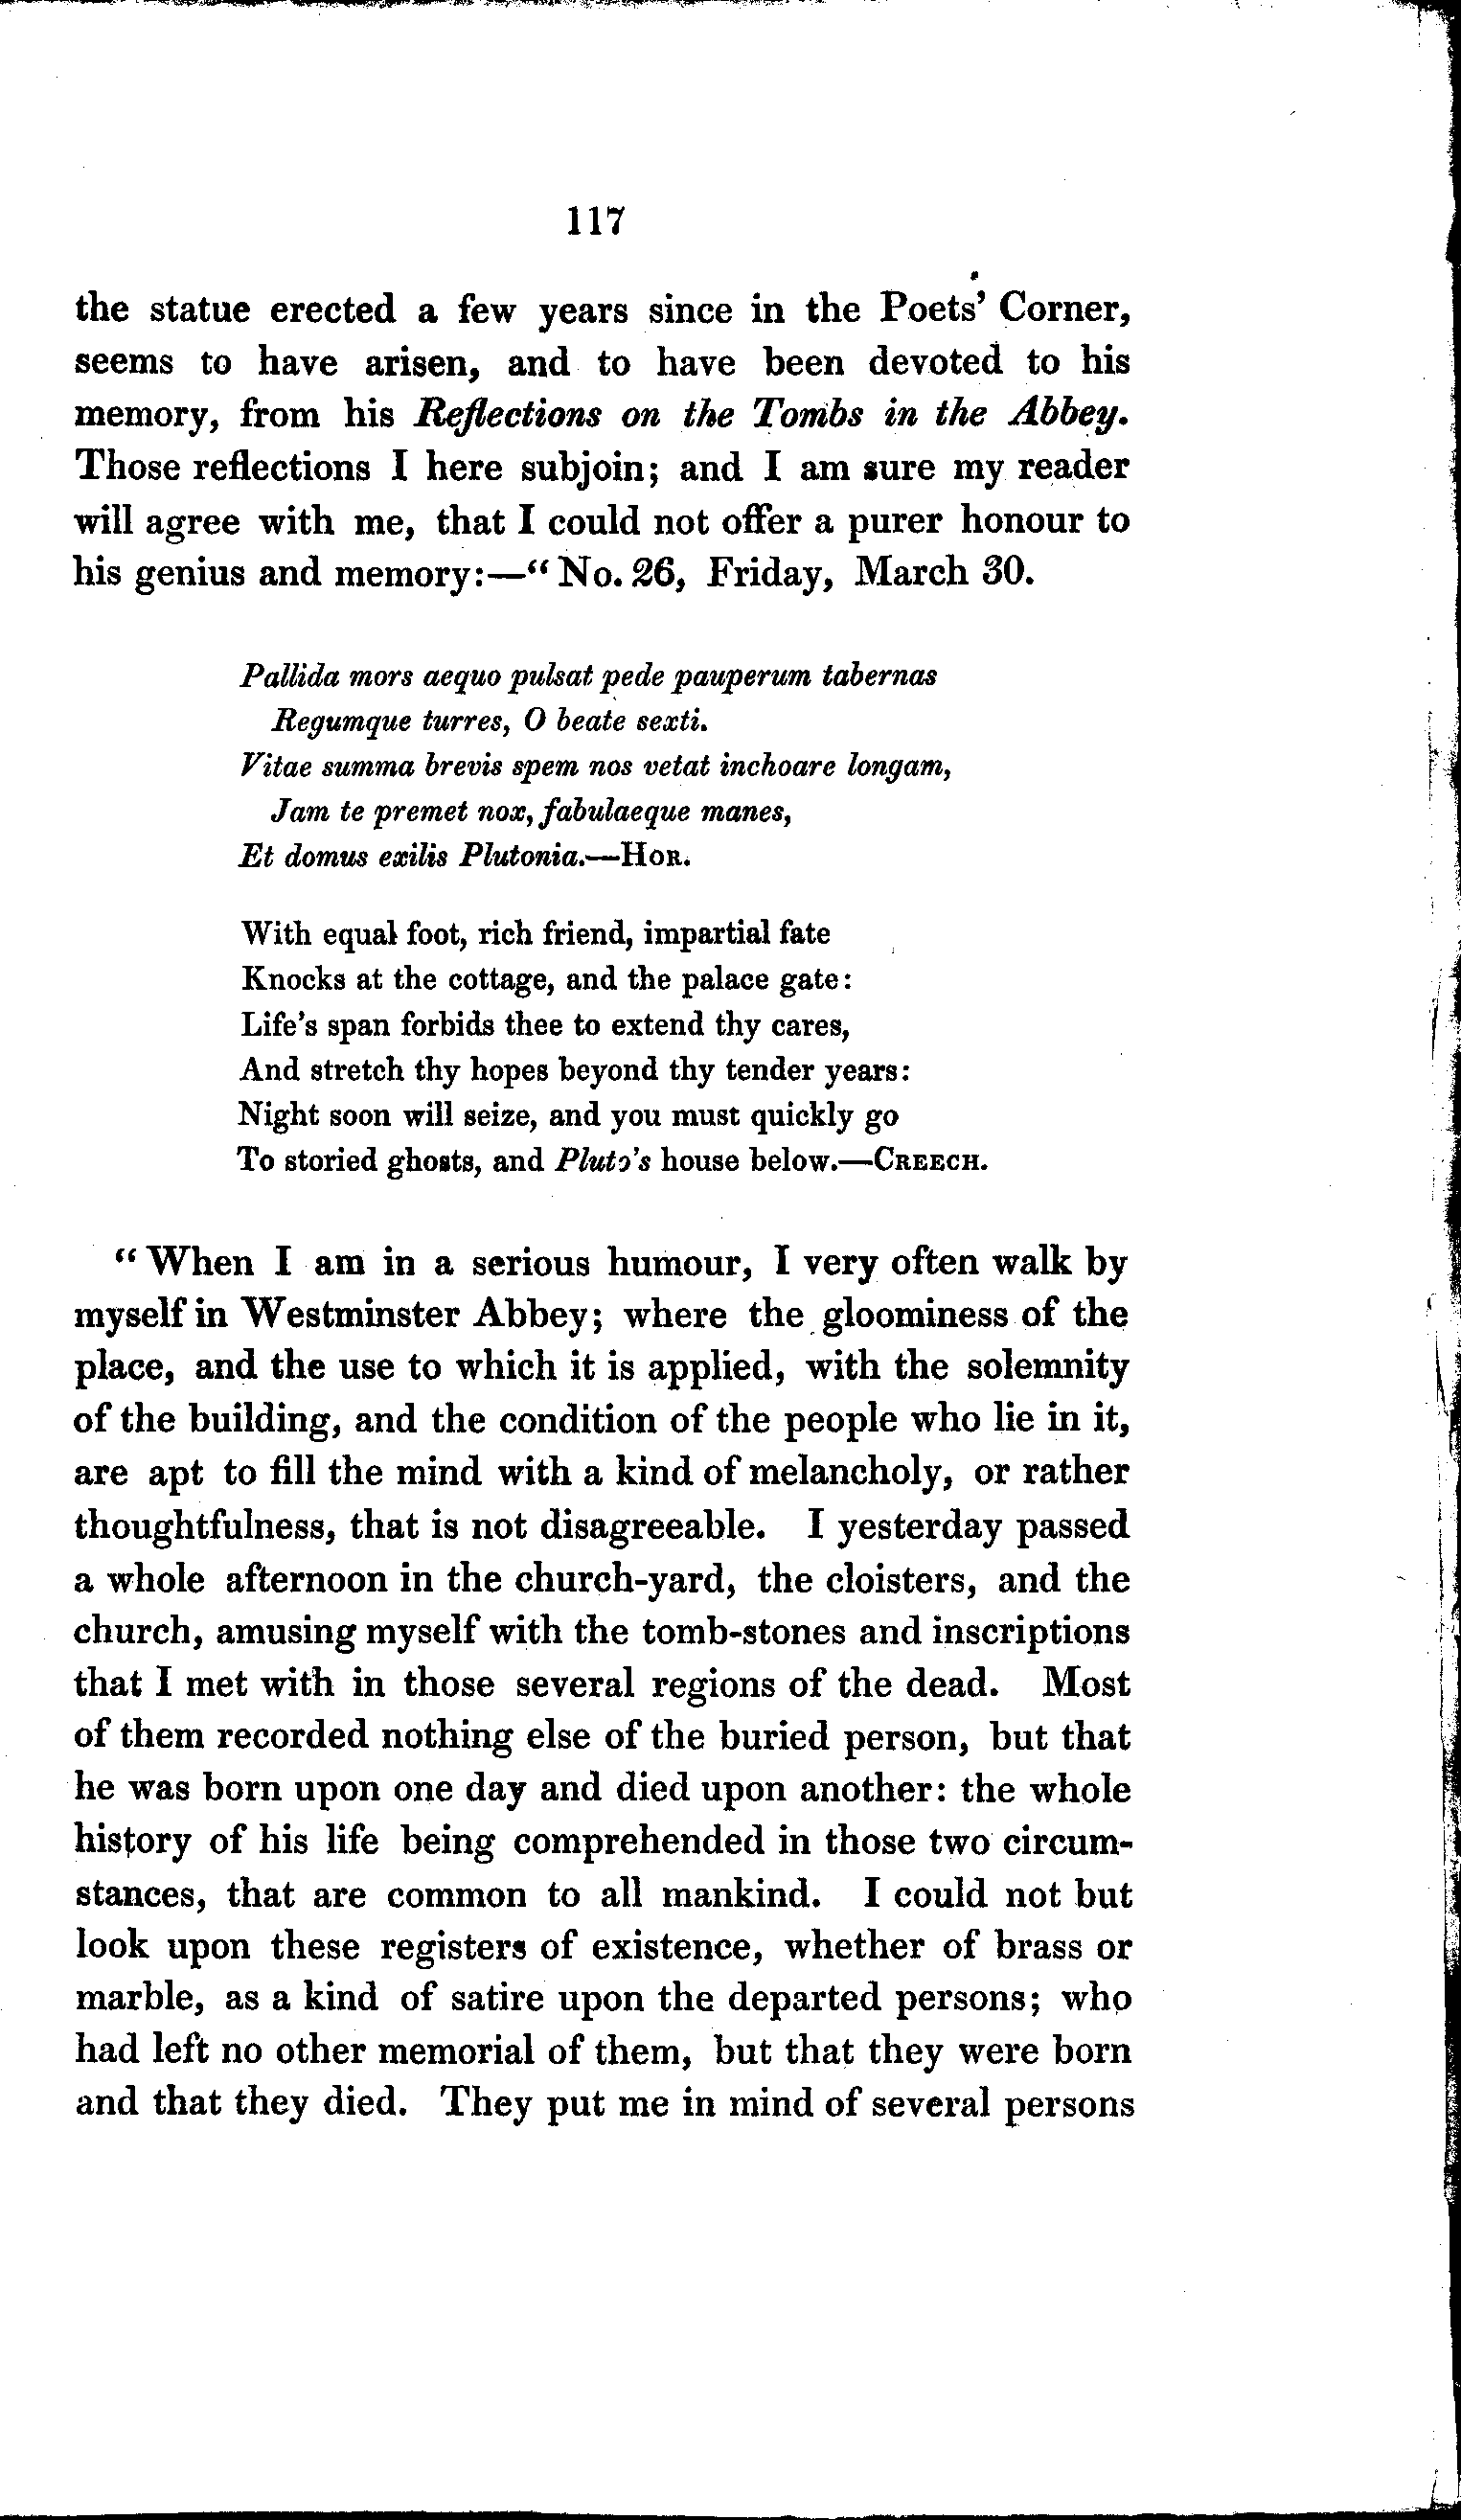 117
the statue erected a few years since in the Poets' Corner,
seems to have arisen, and to have been devoted to his
memory, from his Reflections on the Tombs in the Abbey.
Those reflections I here subjoin; and I am sure my reader
will agree with me, that I could not offer a purer honour to
his genius and memory:—“ No. 26, Friday, March 30.
Pallida mors aequo pulsat pede pauperum tabernas
Regumque turres, O beate sexti.
Vitae summa brevis spem nos vetat inchoare longam,
Jam te premet nox, fabulaeque manes,
Et domus exilis Plutonia.—HOR.
With equal foot, rich friend, impartial fate
Knocks at the cottage, and the palace gate:
Life's span forbids thee to extend thy cares,
And stretch thy hopes beyond thy tender years:
Night soon will seize, and you must quickly go
To storied ghosts, and Pluto's house below.—CREECH.
“ When I am in a serious humour, I very often walk by
myself in Westminster Abbey; where the gloominess of the
place, and the use to which it is applied, with the solemnity
of the building, and the condition of the people who lie in it,
are apt to fill the mind with a kind of melancholy, or rather
thoughtfulness, that is not disagreeable. I yesterday passed
a whole afternoon in the church-yard, the cloisters, and the
church, amusing myself with the tomb-stones and inscriptions
that I met with in those several regions of the dead. Most
of them recorded nothing else of the buried person, but that
he was born upon one day and died upon another: the whole
history of his life being comprehended in those two circum-
stances, that are common to all mankind. I could not but
look upon these registers of existence, whether of brass or
marble, as a kind of satire upon the departed persons; who
had left no other memorial of them, but that they were born
and that they died. They put me in mind of several persons